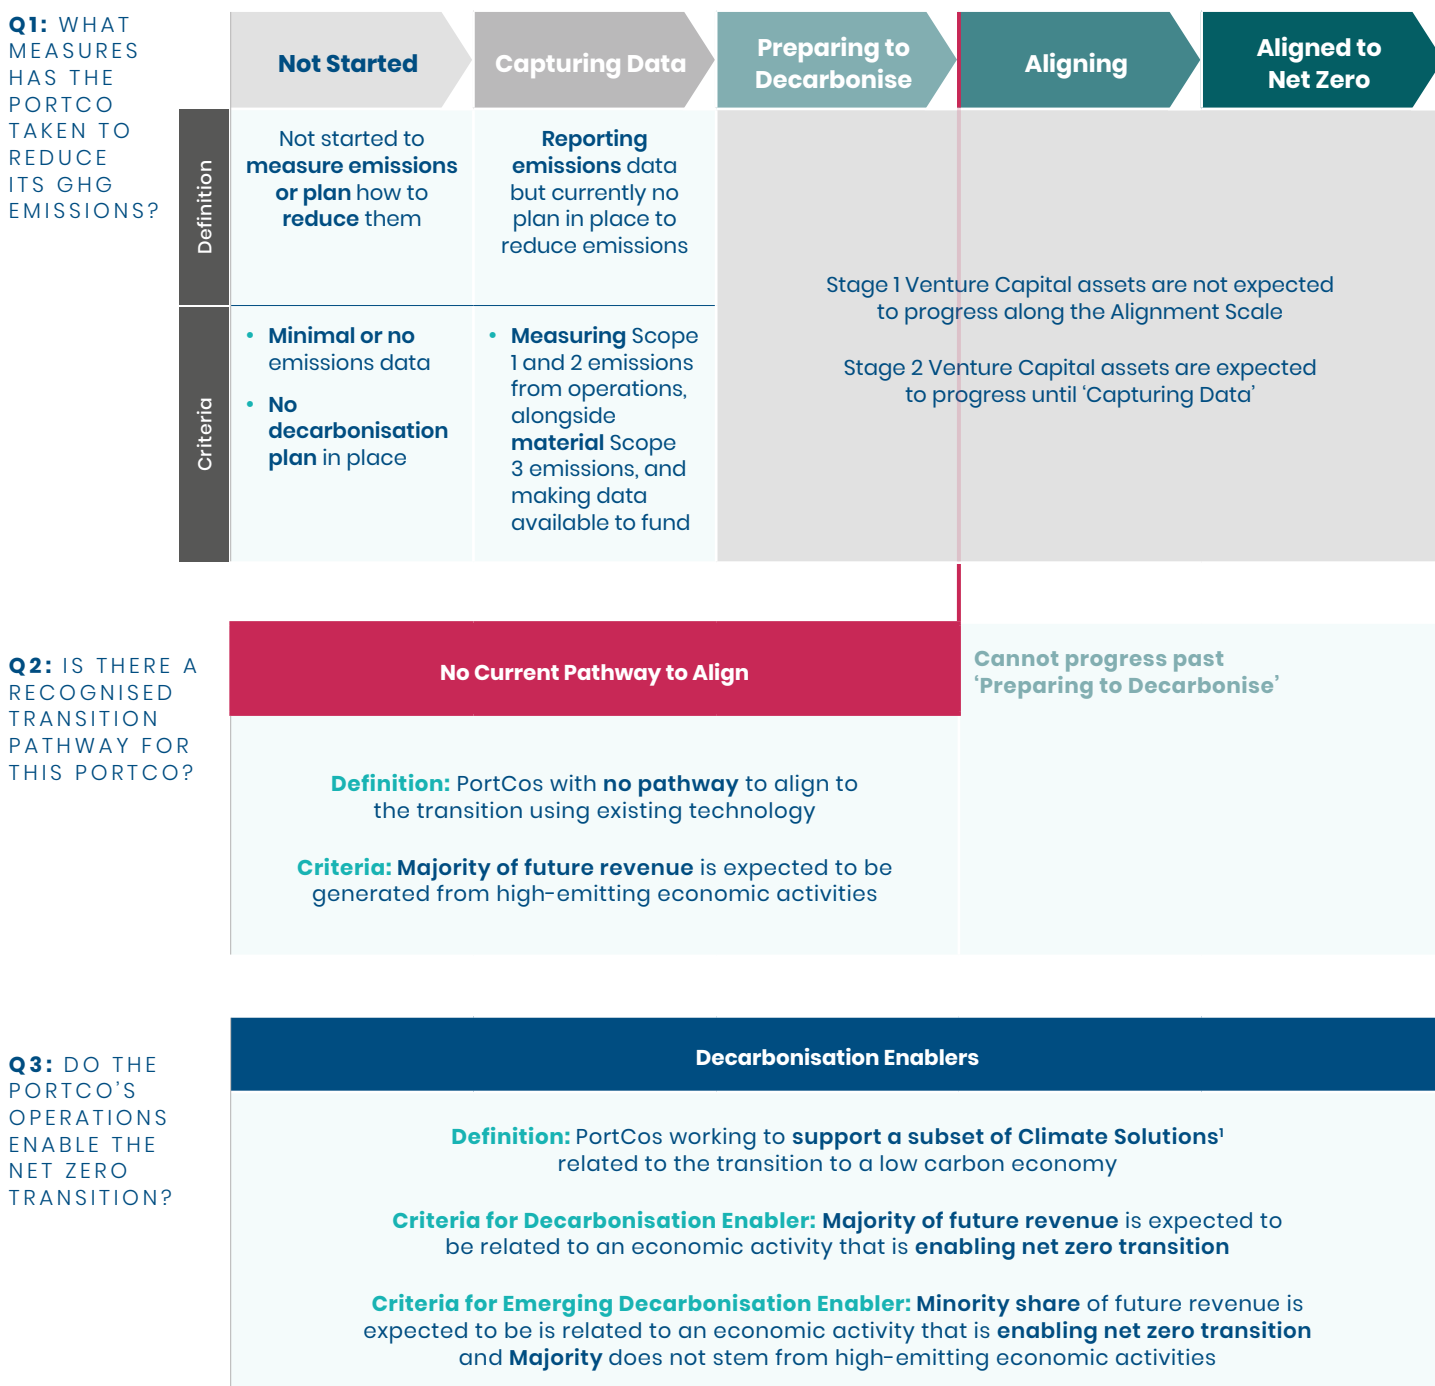 Q1: WHAT
MEASURES
HAS THE
PORTCO
TAKEN TO
REDUCE
ITS GHG
EMISSIONS?
Not Started
Capturing Data
Preparing to
Decarbonise
Aligning
Aligned to
Net Zero
Definition
Not started to
measure emissions
or plan how to
reduce them
Reporting
emissions data
but currently no
plan in place to
reduce emissions
Criteria
• Minimal or no
emissions data
• No
decarbonisation
plan in place
• Measuring Scope
1 and 2 emissions
from operations,
alongside
material Scope
3 emissions, and
making data
available to fund
Stage 1 Venture Capital assets are not expected
to progress along the Alignment Scale
Stage 2 Venture Capital assets are expected
to progress until ‘Capturing Data’
Q2: IS THERE A
RECOGNISED
TRANSITION
PATHWAY FOR
THIS PORTCO?
No Current Pathway to Align
Cannot progress past
‘Preparing to Decarbonise’
Definition: PortCos with no pathway to align to
the transition using existing technology
Criteria: Majority of future revenue is expected to be
generated from high-emitting economic activities
Q3: DO THE
PORTCO’S
OPERATIONS
ENABLE THE
NET ZERO
TRANSITION?
Decarbonisation Enablers
Definition: PortCos working to support a subset of Climate Solutions¹
related to the transition to a low carbon economy
Criteria for Decarbonisation Enabler: Majority of future revenue is expected to
be related to an economic activity that is enabling net zero transition
Criteria for Emerging Decarbonisation Enabler: Minority share of future revenue is
expected to be is related to an economic activity that is enabling net zero transition
and Majority does not stem from high-emitting economic activities